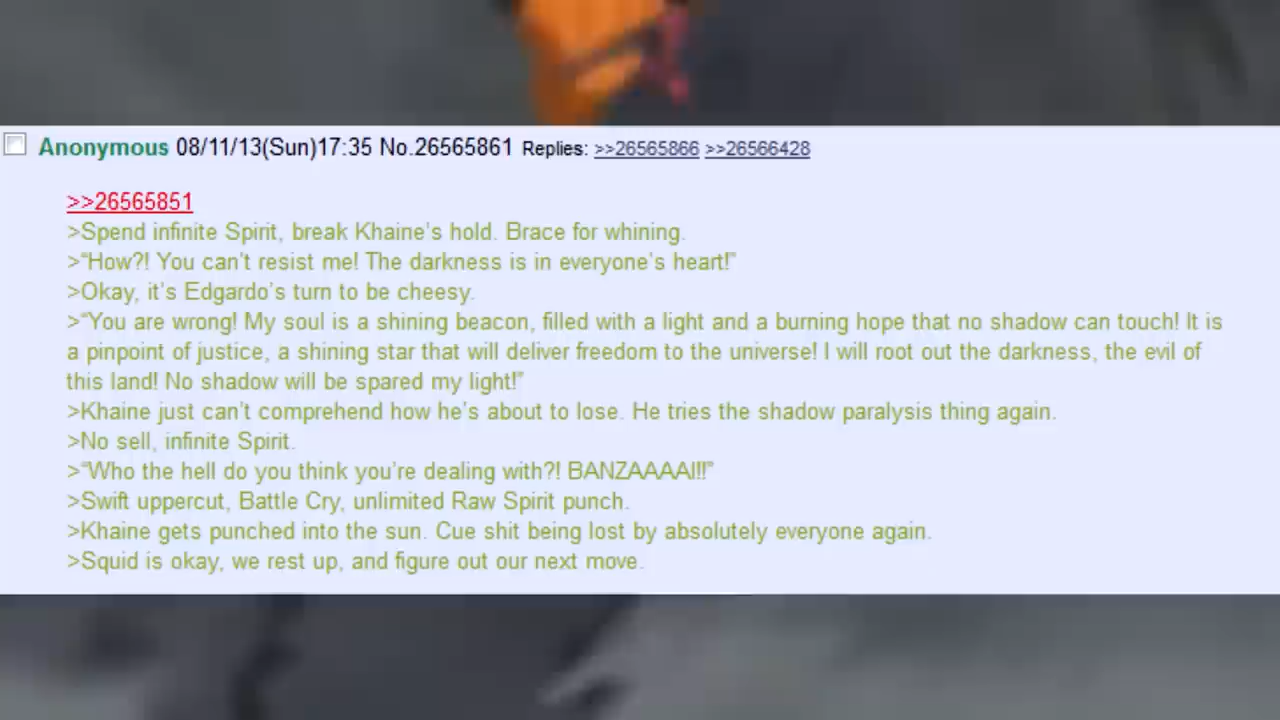 Anonymous 08/11/13(Sun)17:35 No.26565861 Replies: >>26565866 >>26566428
>>26565851
>Spend infinite Spirit, break Khaine’s hold. Brace for whining.
>“How?! You can’t resist me! The darkness is in everyone’s heart!”
>Okay, it’s Edgardo’s turn to be cheesy.
>“You are wrong! My soul is a shining beacon, filled with a light and a burning hope that no shadow can touch! It is
a pinpoint of justice, a shining star that will deliver freedom to the universe! I will root out the darkness, the evil of
this land! No shadow will be spared my light!”
>Khaine just can’t comprehend how he’s about to lose. He tries the shadow paralysis thing again.
>No sell, infinite Spirit.
>“Who the hell do you think you’re dealing with?! BANZAAAAI!!!”
>Swift uppercut, Battle Cry, unlimited Raw Spirit punch.
>Khaine gets punched into the sun. Cue shit being lost by absolutely everyone again.
>Squid is okay, we rest up, and figure out our next move.